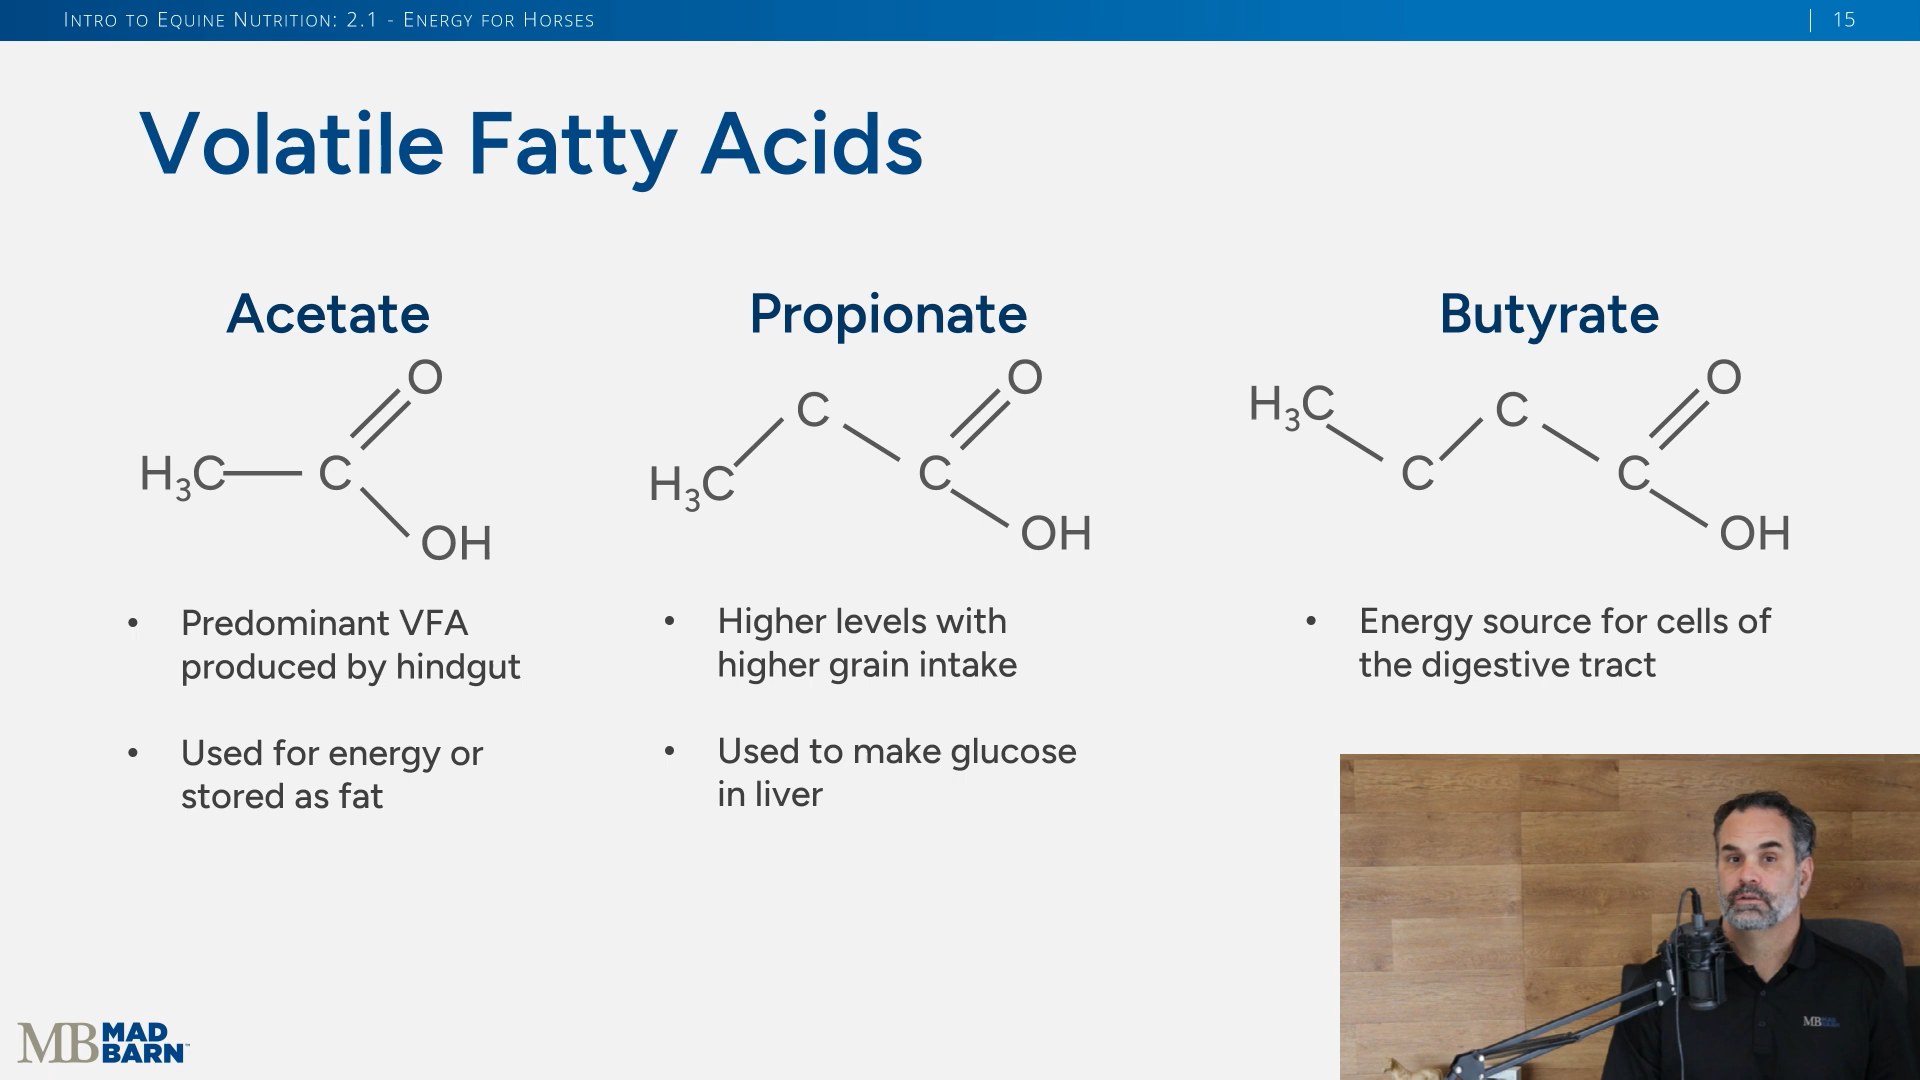 Intro to Equine Nutrition: 2.1 - Energy for Horses
15
Volatile Fatty Acids
Acetate
O
H3C
C
OH
• Predominant VFA
produced by hindgut
• Used for energy or
stored as fat
Propionate
O
C
H3C
C
OH
• Higher levels with
higher grain intake
• Used to make glucose
in liver
Butyrate
O
H3C
C
C
C
OH
• Energy source for cells of
the digestive tract
MB MAD
BARN™
MB MAD
BARN